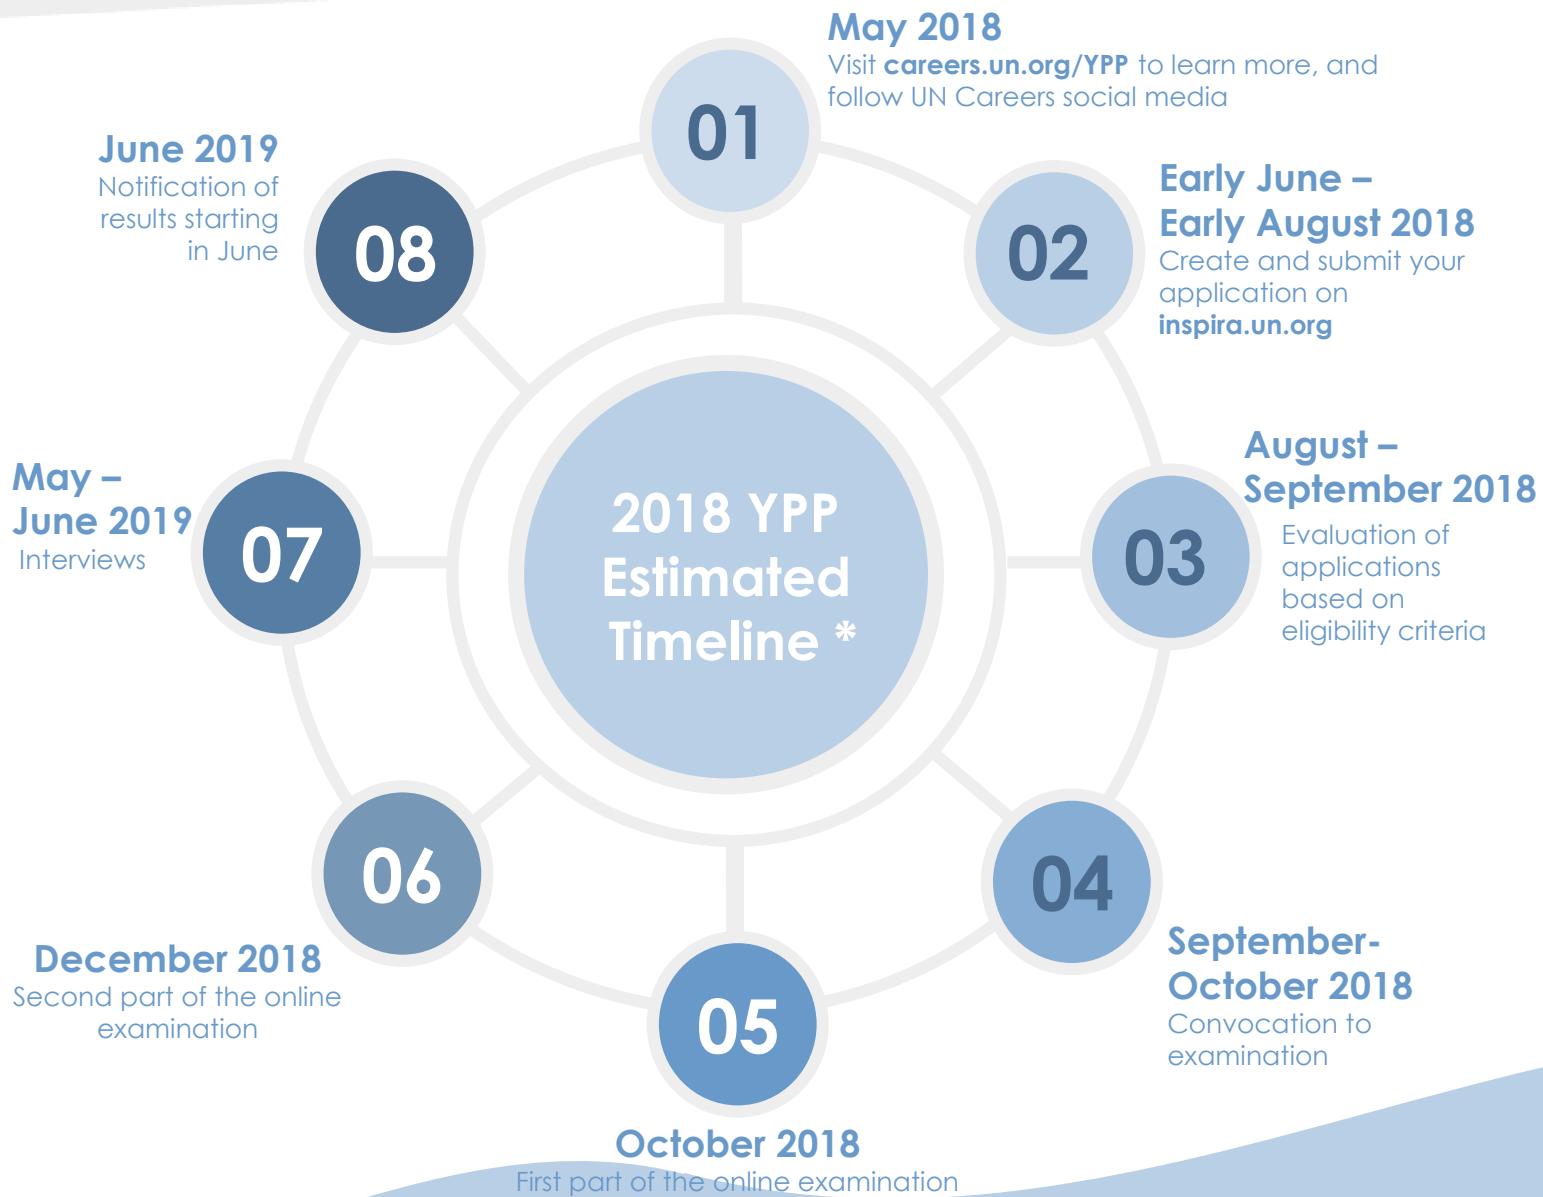 2018 YPP
Estimated
Timeline *
01
May 2018
Visit careers.un.org/YPP to learn more, and
follow UN Careers social media
02
Early June –
Early August 2018
Create and submit your
application on
inspira.un.org
03
August –
September 2018
Evaluation of
applications
based on
eligibility criteria
04
September-
October 2018
Convocation to
examination
05
October 2018
First part of the online examination
06
December 2018
Second part of the online
examination
07
May –
June 2019
Interviews
08
June 2019
Notification of
results starting
in June